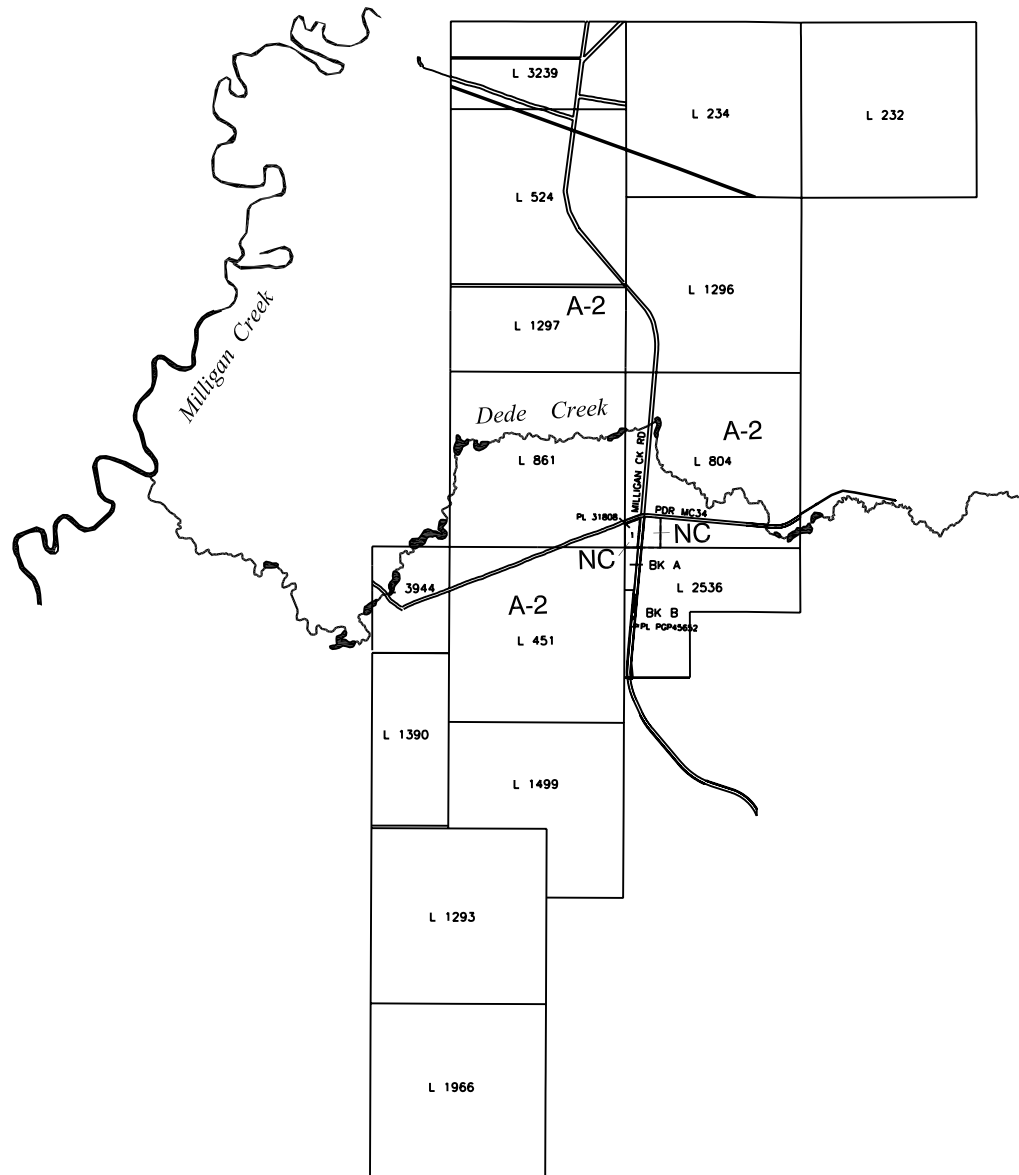 L 3239
L 234
L 232
L 524
L 1296
A-2
L 1297
Milligan Creek
Dede Creek
A-2
L 861
L 804
MILLIGAN CK RD
PL 31808
PDR MC34
1
NC
NC
BK A
3944
L 2536
A-2
BK B
PL PGP45652
L 451
L 1390
L 1499
L 1293
L 1966